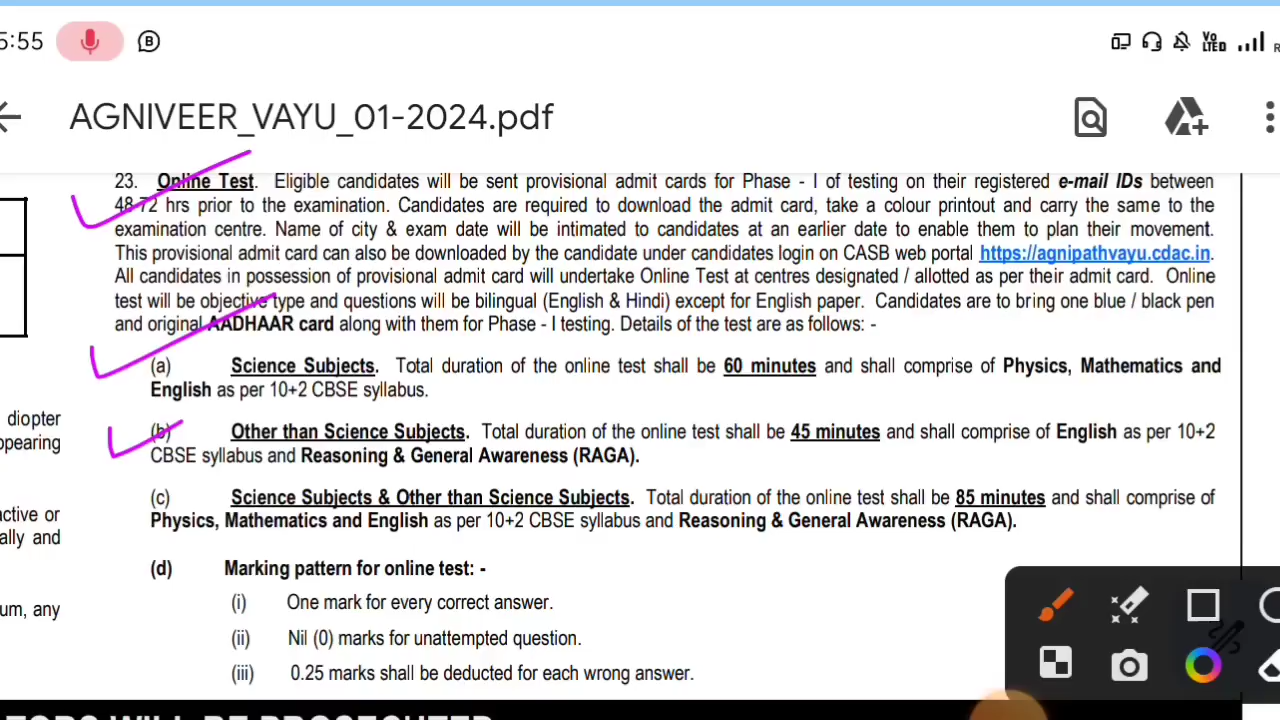 5:55
Vo
LTED
R
AGNIVEER_VAYU_01-2024.pdf
23. Online Test. Eligible candidates will be sent provisional admit cards for Phase - I of testing on their registered e-mail IDs between
48-72 hrs prior to the examination. Candidates are required to download the admit card, take a colour printout and carry the same to the
examination centre. Name of city & exam date will be intimated to candidates at an earlier date to enable them to plan their movement.
This provisional admit card can also be downloaded by the candidate under candidates login on CASB web portal https://agnipathvayu.cdac.in.
All candidates in possession of provisional admit card will undertake Online Test at centres designated / allotted as per their admit card. Online
test will be objective type and questions will be bilingual (English & Hindi) except for English paper. Candidates are to bring one blue / black pen
and original AADHAAR card along with them for Phase - I testing. Details of the test are as follows: -
(a) Science Subjects. Total duration of the online test shall be 60 minutes and shall comprise of Physics, Mathematics and
English as per 10+2 CBSE syllabus.
diopter
ppearing
(b) Other than Science Subjects. Total duration of the online test shall be 45 minutes and shall comprise of English as per 10+2
CBSE syllabus and Reasoning & General Awareness (RAGA).
(c) Science Subjects & Other than Science Subjects. Total duration of the online test shall be 85 minutes and shall comprise of
Physics, Mathematics and English as per 10+2 CBSE syllabus and Reasoning & General Awareness (RAGA).
active or
ally and
(d) Marking pattern for online test: -
(i) One mark for every correct answer.
um, any
(ii) Nil (0) marks for unattempted question.
(iii) 0.25 marks shall be deducted for each wrong answer.